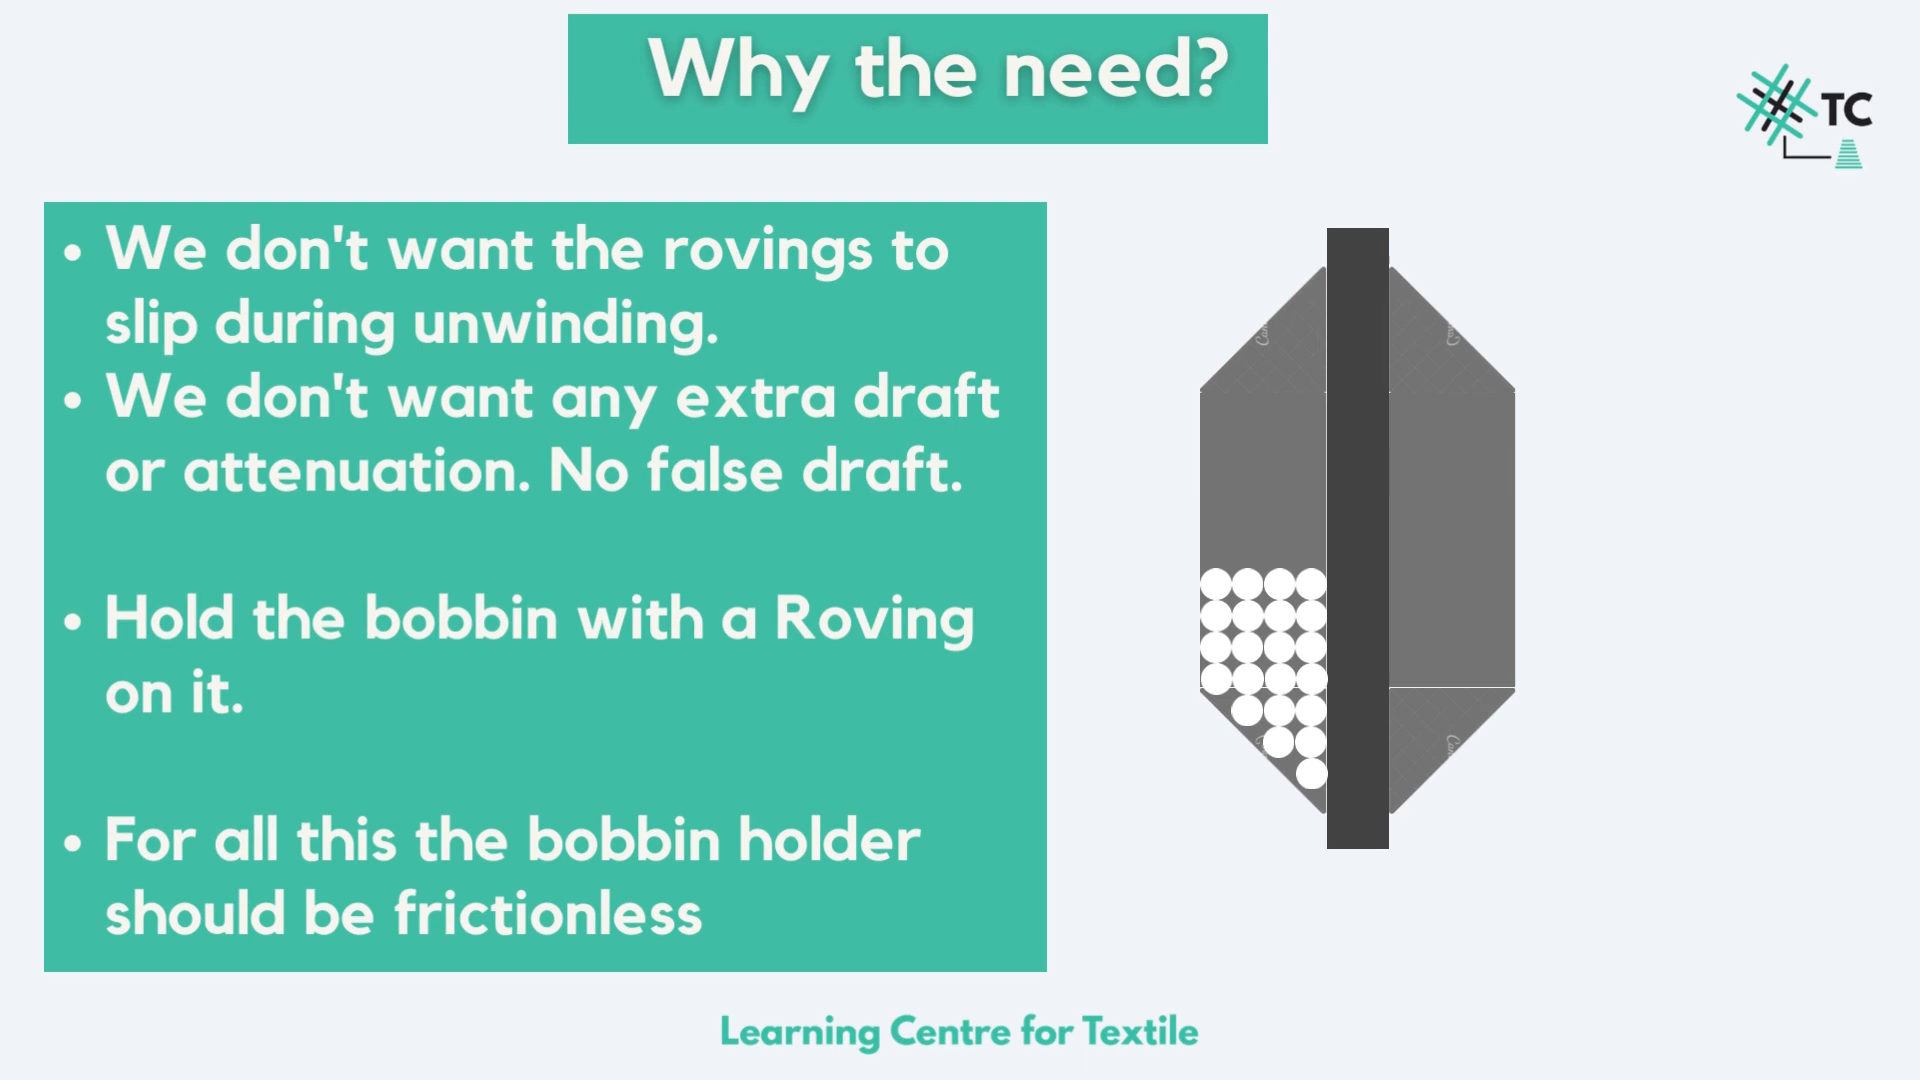 Why the need?
TC
• We don't want the rovings to
slip during unwinding.
• We don't want any extra draft
or attenuation. No false draft.
• Hold the bobbin with a Roving
on it.
• For all this the bobbin holder
should be frictionless
Learning Centre for Textile